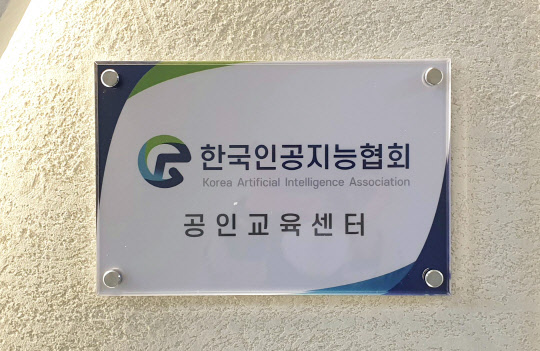 한국인공지능협회
Korea Artificial Intelligence Association
공인교육센터